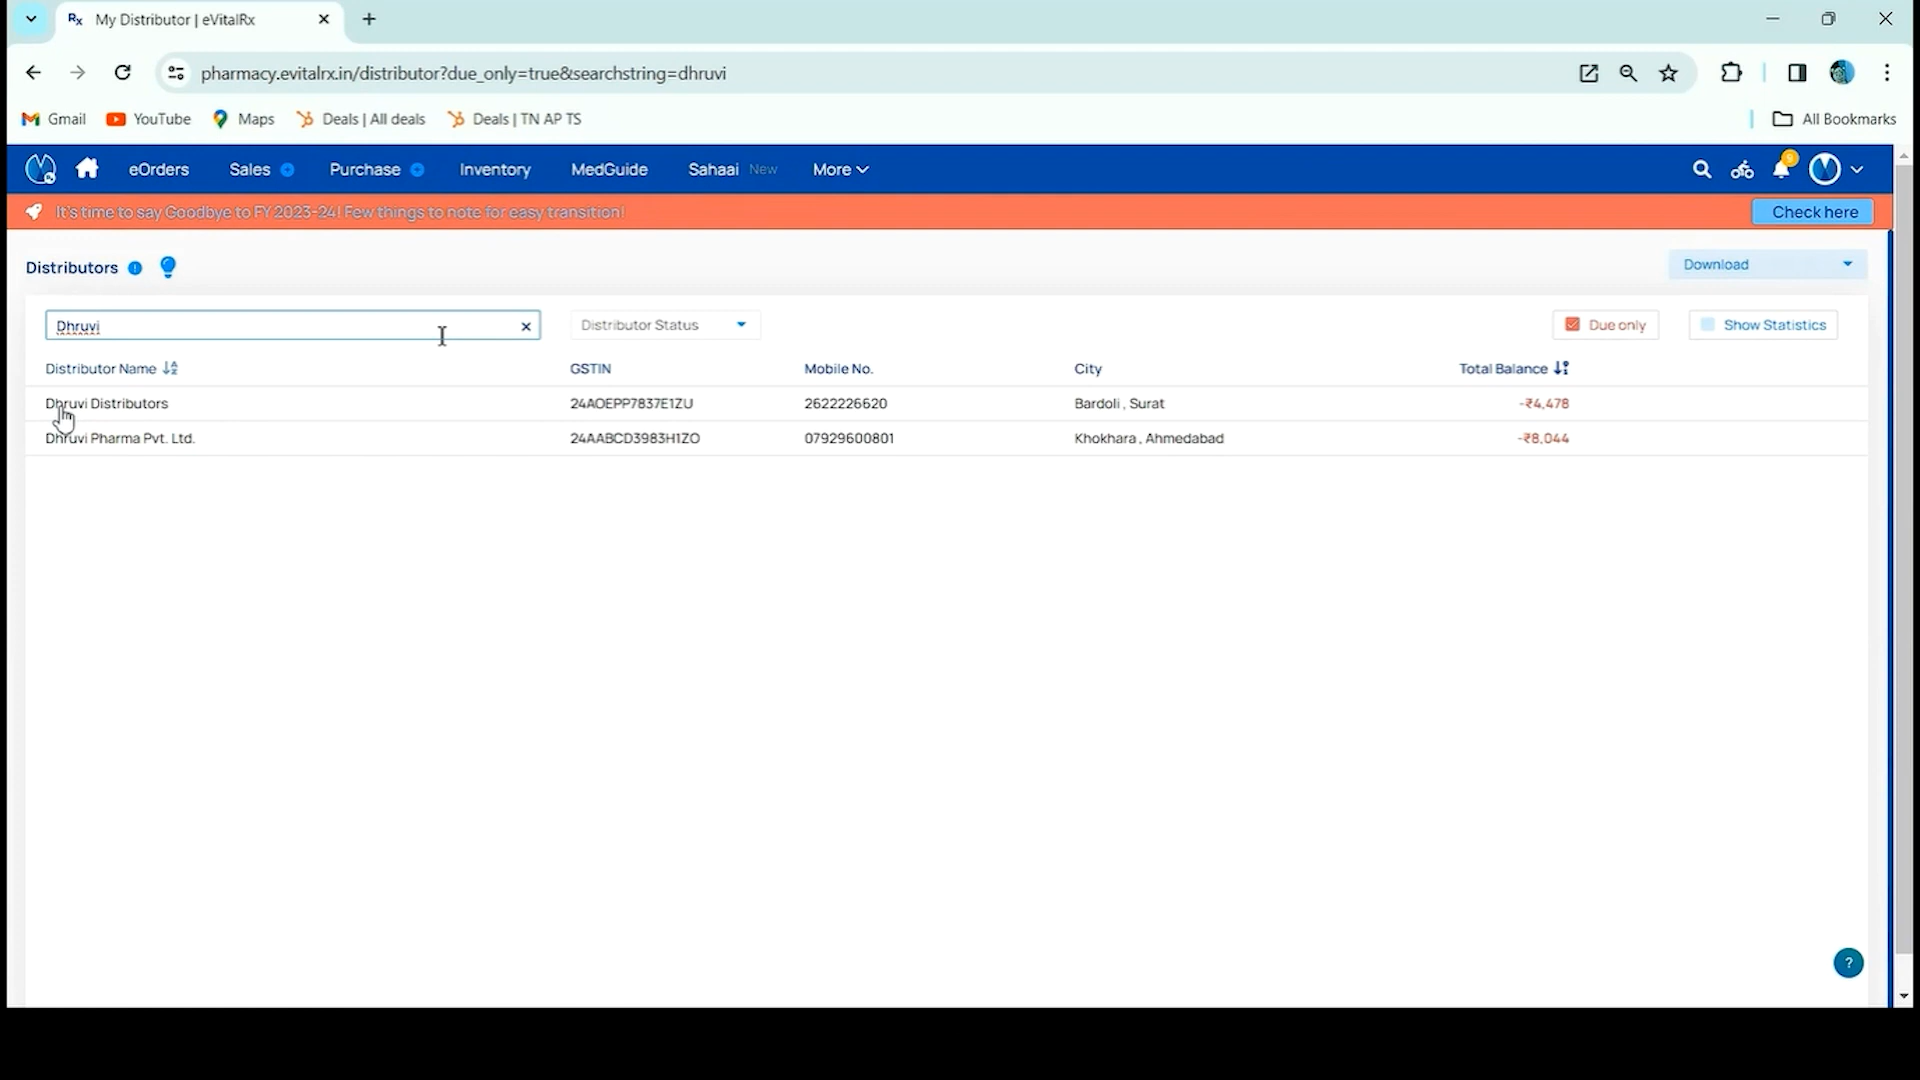 Rx My Distributor | eVitalRx
pharmacy.evitalrx.in/distributor?due_only=true&searchstring=dhruvi
Gmail YouTube Maps Deals | All deals Deals | TN AP TS All Bookmarks
eOrders Sales Purchase Inventory MedGuide Sahaai New More 9
It's time to say Goodbye to FY 2023-24! Few things to note for easy transition! Check here
Distributors Download
Dhruvi Distributor Status Due only Show Statistics
Distributor Name GSTIN Mobile No. City Total Balance
Dhruvi Distributors 24AOEPP7837E1ZU 2622226620 Bardoli , Surat -₹4,478
Dhruvi Pharma Pvt. Ltd. 24AABCD3983H1ZO 07929600801 Khokhara , Ahmedabad -₹8,044
?